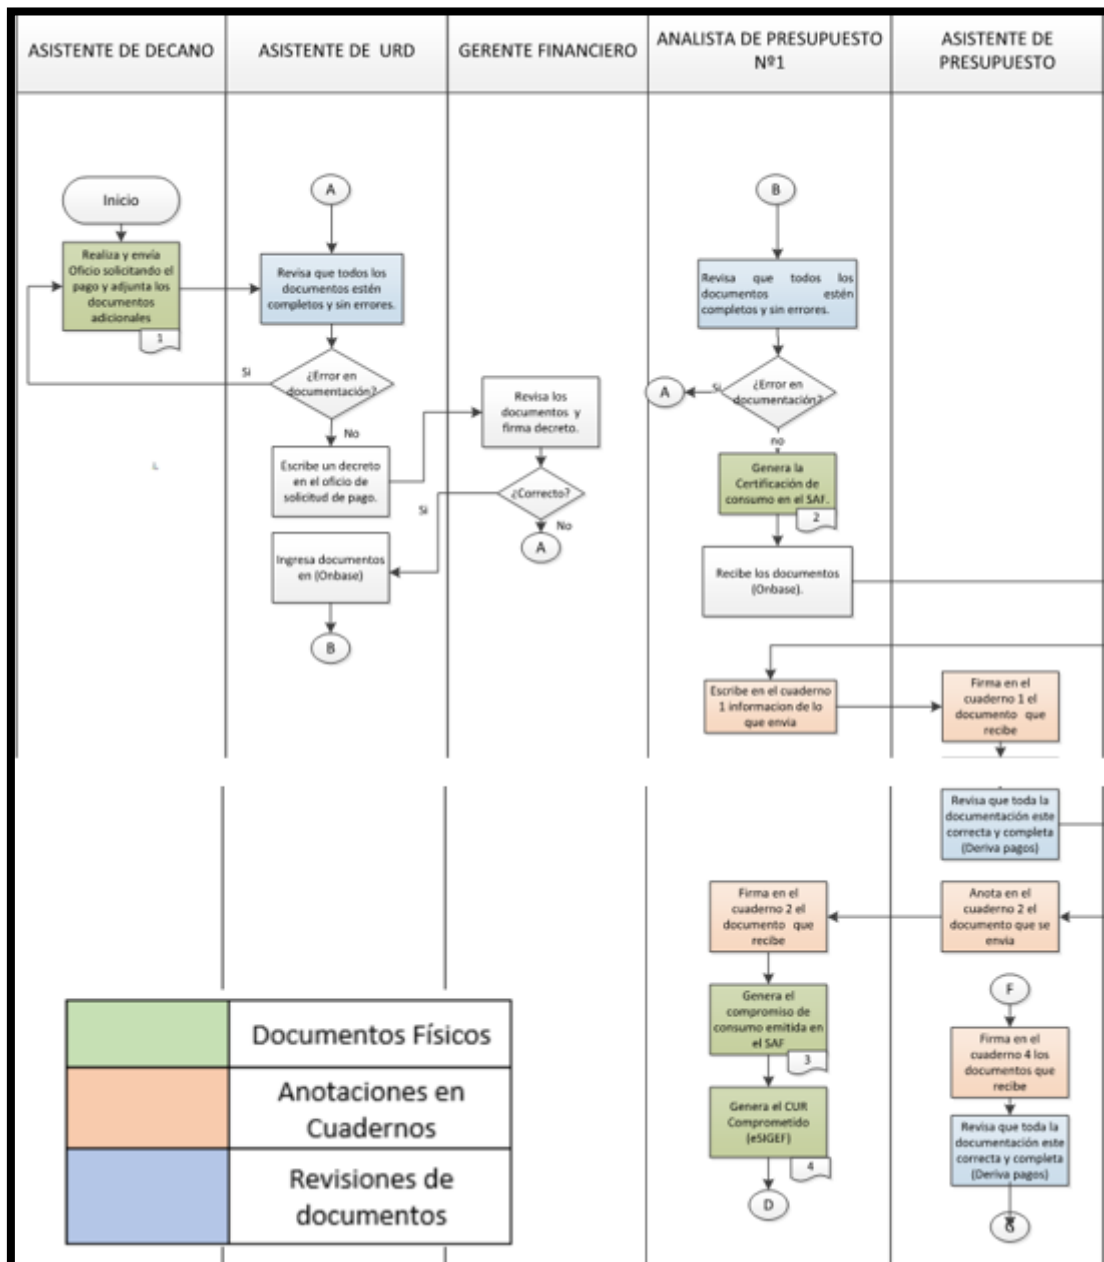 ASISTENTE DE DECANO
ASISTENTE DE URD
GERENTE FINANCIERO
ANALISTA DE PRESUPUESTO
Nº1
ASISTENTE DE
PRESUPUESTO
Inicio
Realiza y envía
Oficio solicitando el
pago y adjunta los
documentos
adicionales
1
A
Revisa que todos los
documentos estén
completos y sin errores.
¿Error en
documentación?
Si
No
Escribe un decreto
en el oficio de
solicitud de pago.
Revisa los
documentos y
firma decreto.
¿Correcto?
Si
No
A
Ingresa documentos
en (Onbase)
B
B
Revisa que todos los
documentos estén
completos y sin errores.
¿Error en
documentación?
Si
A
no
Genera la
Certificación de
consumo en el SAF.
2
Recibe los documentos
(Onbase).
Escribe en el cuaderno
1 informacion de lo
que envia
Firma en el
cuaderno 1 el
documento que
recibe
Revisa que toda la
documentación este
correcta y completa
(Deriva pagos)
Anota en el
cuaderno 2 el
documento que se
envia
Firma en el
cuaderno 2 el
documento que
recibe
Genera el
compromiso de
consumo emitida en
el SAF
3
Genera el CUR
Comprometido
(eSIGEF)
4
D
F
Firma en el
cuaderno 4 los
documentos que
recibe
Revisa que toda la
documentación este
correcta y completa
(Deriva pagos)
Documentos Físicos
Anotaciones en
Cuadernos
Revisiones de
documentos